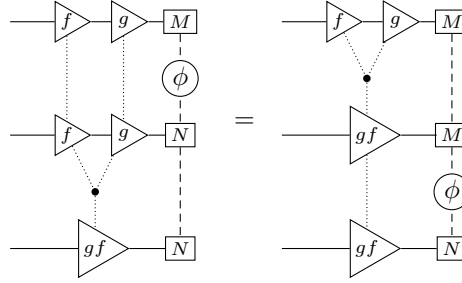 f g M f g M
ϕ
f g N = gf M
ϕ
gf N gf N